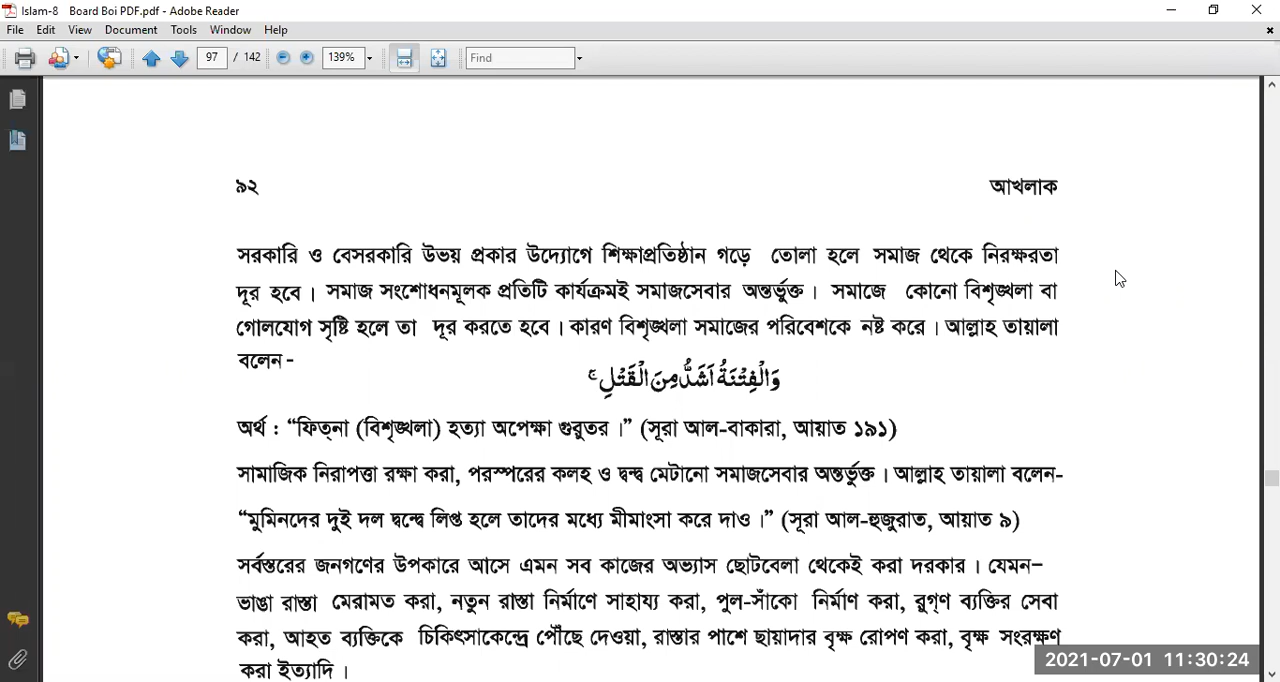 Islam-8 Board Boi PDF.pdf - Adobe Reader
File Edit View Document Tools Window Help
97 / 142 139% Find
৯২ আখলাক
সরকারি ও বেসরকারি উভয় প্রকার উদ্যোগে শিক্ষাপ্রতিষ্ঠান গড়ে তোলা হলে সমাজ থেকে নিরক্ষরতা
দূর হবে। সমাজ সংশোধনমূলক প্রতিটি কার্যক্রমই সমাজসেবার অন্তর্ভুক্ত। সমাজে কোনো বিশৃঙ্খলা বা
গোলযোগ সৃষ্টি হলে তা দূর করতে হবে। কারণ বিশৃঙ্খলা সমাজের পরিবেশকে নষ্ট করে। আল্লাহ তায়ালা
বলেন-
وَالْفِتْنَةُ اَشَدُّ مِنَ الْقَتْلِ ۚ
অর্থ : “ফিত্‌না (বিশৃঙ্খলা) হত্যা অপেক্ষা গুরুতর।” (সূরা আল-বাকারা, আয়াত ১৯১)
সামাজিক নিরাপত্তা রক্ষা করা, পরস্পরের কলহ ও দ্বন্দ্ব মেটানো সমাজসেবার অন্তর্ভুক্ত। আল্লাহ তায়ালা বলেন-
“মুমিনদের দুই দল দ্বন্দ্বে লিপ্ত হলে তাদের মধ্যে মীমাংসা করে দাও।” (সূরা আল-হুজুরাত, আয়াত ৯)
সর্বস্তরের জনগণের উপকারে আসে এমন সব কাজের অভ্যাস ছোটবেলা থেকেই করা দরকার। যেমন–
ভাঙা রাস্তা মেরামত করা, নতুন রাস্তা নির্মাণে সাহায্য করা, পুল-সাঁকো নির্মাণ করা, রুগ্‌ণ ব্যক্তির সেবা
করা, আহত ব্যক্তিকে চিকিৎসাকেন্দ্রে পৌঁছে দেওয়া, রাস্তার পাশে ছায়াদার বৃক্ষ রোপণ করা, বৃক্ষ সংরক্ষণ
করা ইত্যাদি।
2021-07-01 11:30:24